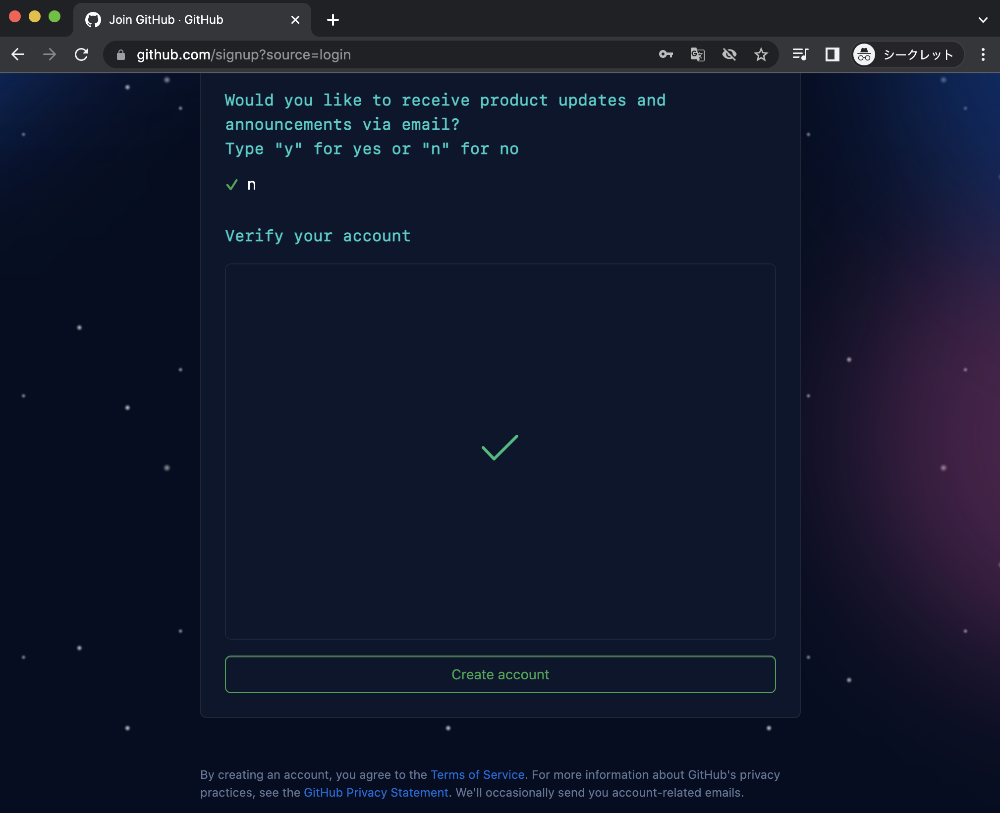 Join GitHub · GitHub
github.com/signup?source=login
シークレット
Would you like to receive product updates and
announcements via email?
Type "y" for yes or "n" for no
n
Verify your account
Create account
By creating an account, you agree to the Terms of Service. For more information about GitHub's privacy
practices, see the GitHub Privacy Statement. We'll occasionally send you account-related emails.